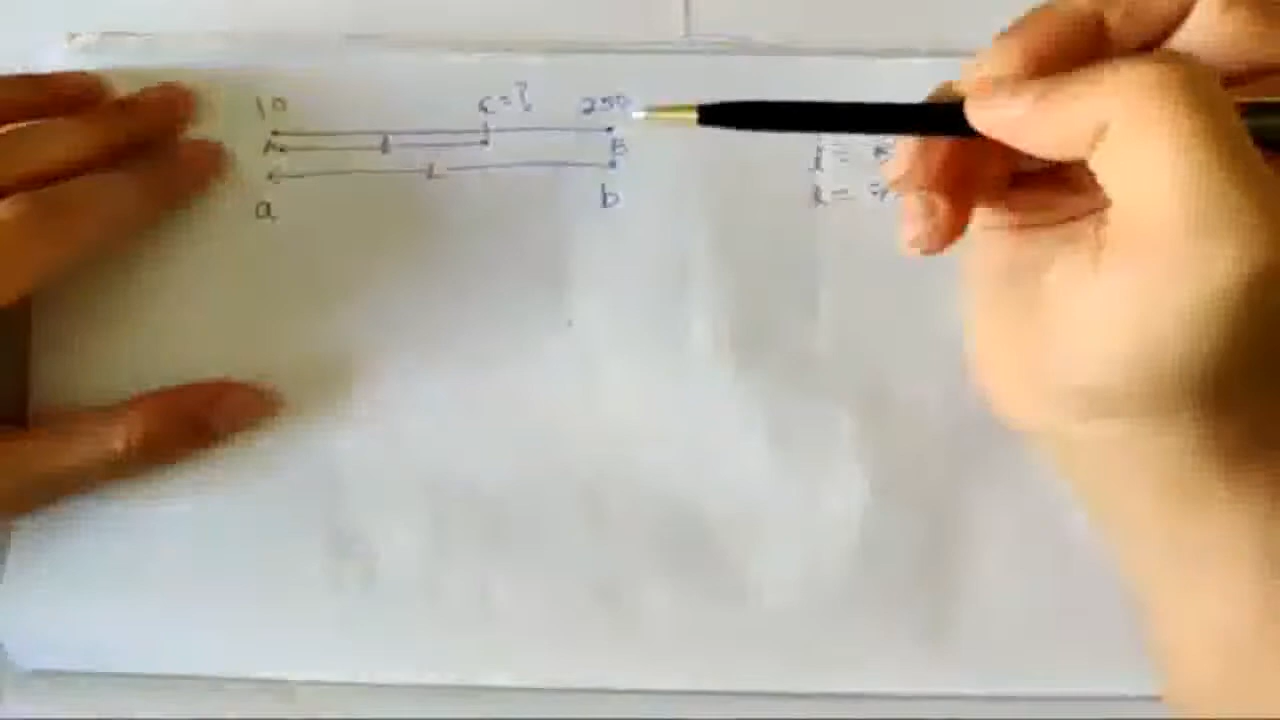 10 c=? 250
A l B
l
a b
l =
l =